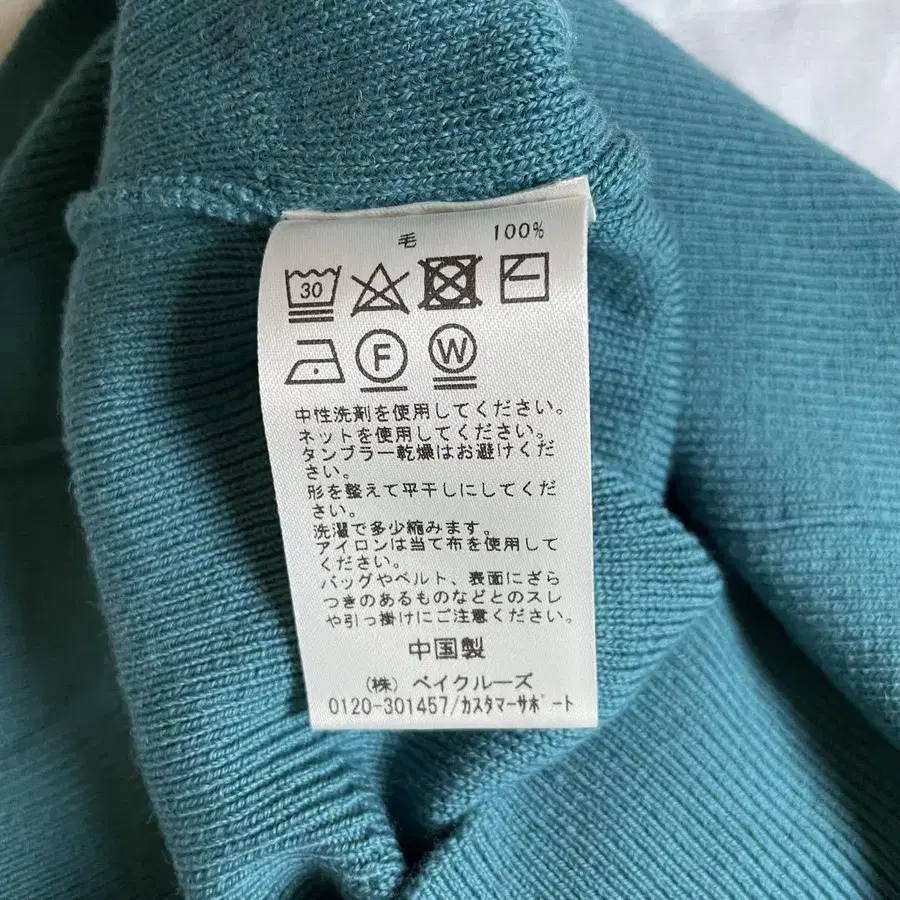 毛 100%
30
F W
中性洗剤を使用してください。
ネットを使用してください。
タンブラー乾燥はお避けくだ
さい。
形を整えて平干しにしてくだ
さい。
洗濯で多少縮みます。
アイロンは当て布を使用して
ください。
バッグやベルト、表面にざら
つきのあるものなどとのスレ
や引っ掛けにご注意ください。
中国製
(株) ベイクルーズ
0120-301457/カスタマーサポート